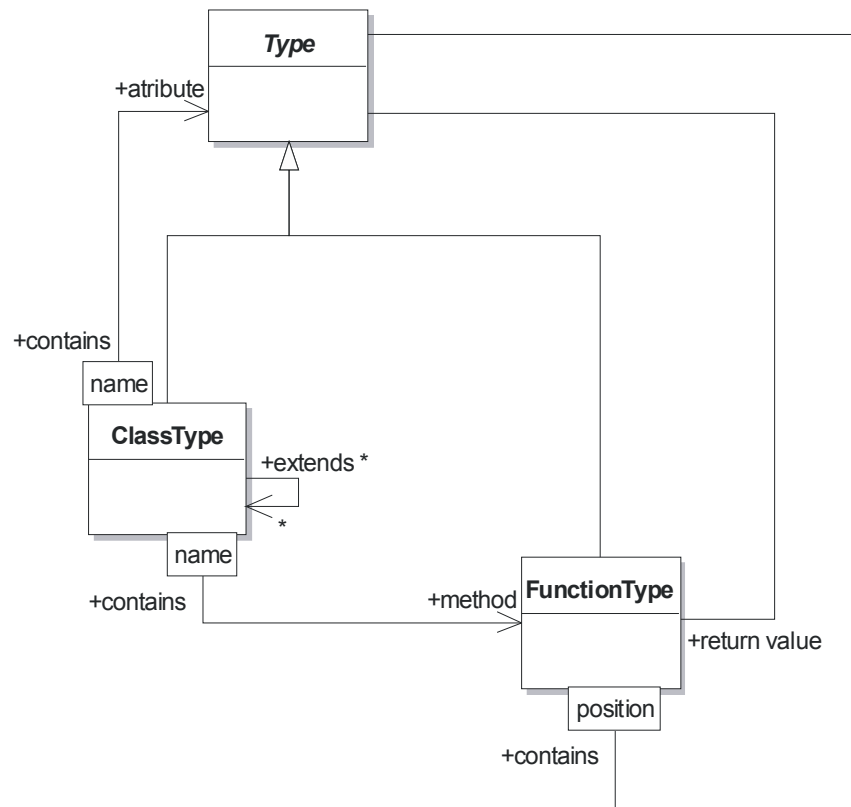 Type
+atribute
+contains
name
ClassType
+extends *
*
name
+contains
+method
FunctionType
+return value
position
+contains